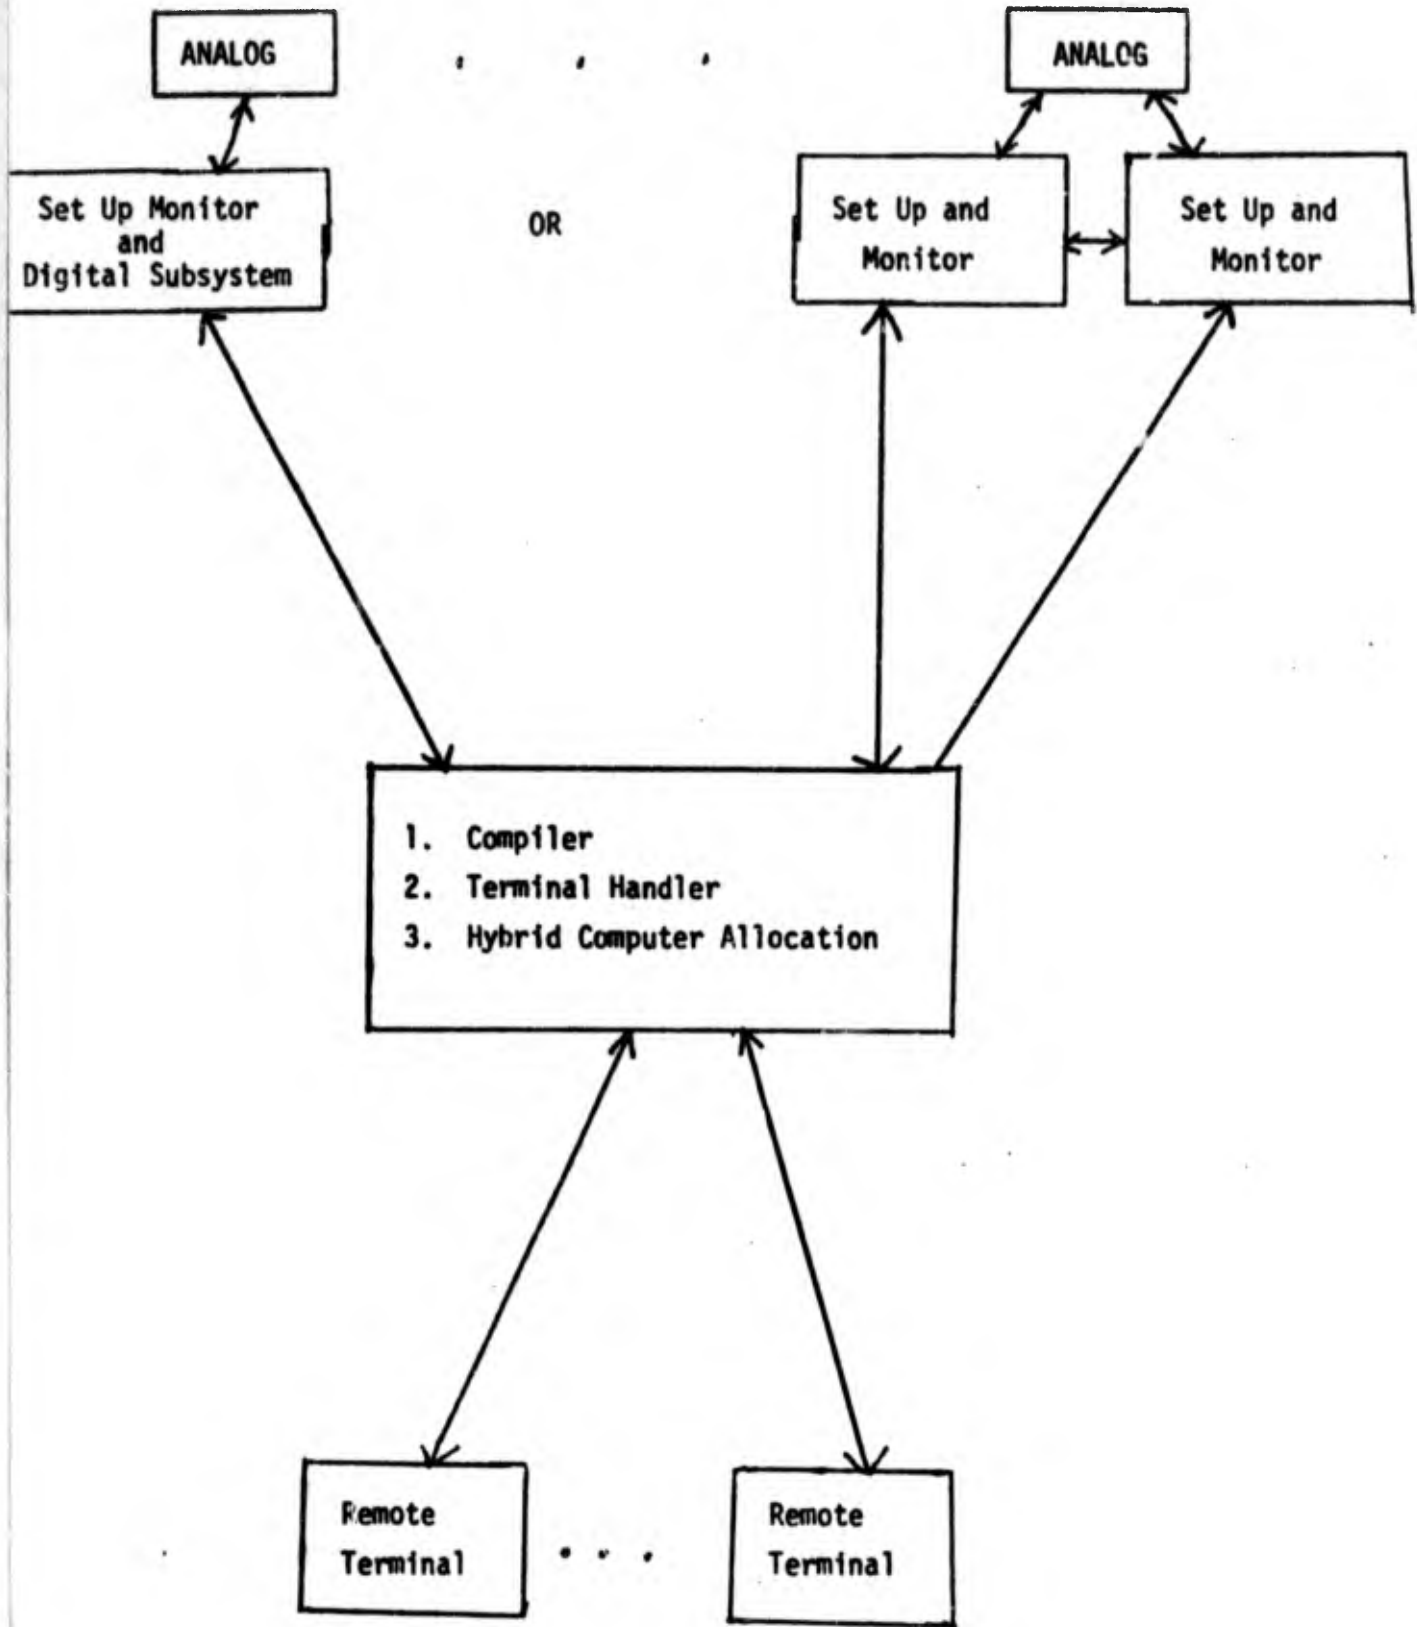 ANALOG
. . .
ANALOG
Set Up Monitor
and
Digital Subsystem
OR
Set Up and
Monitor
Set Up and
Monitor
1. Compiler
2. Terminal Handler
3. Hybrid Computer Allocation
Remote
Terminal
. . .
Remote
Terminal